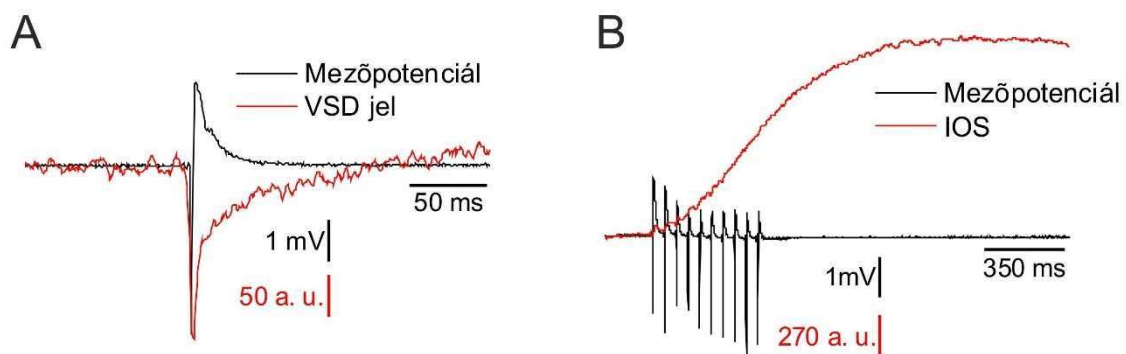 A
Mezõpotenciál
VSD jel
50 ms
1 mV
50 a. u.
B
Mezõpotenciál
IOS
350 ms
1mV
270 a. u.